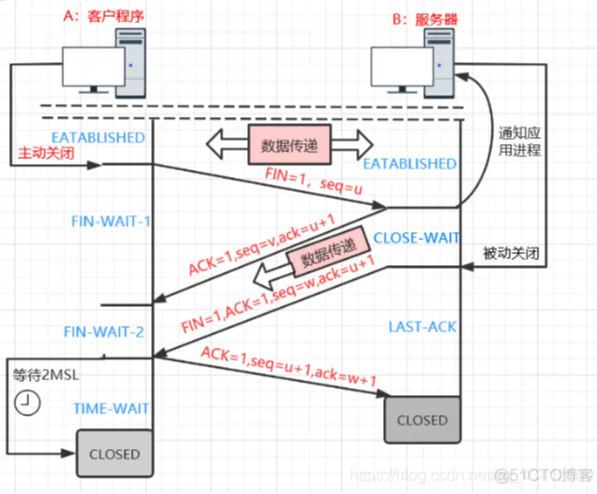 A：客户程序
B：服务器
EATABLISHED
主动关闭
数据传递
EATABLISHED
通知应
用进程
FIN=1，seq=u
FIN-WAIT-1
ACK=1,seq=v,ack=u+1
CLOSE-WAIT
数据传递
被动关闭
FIN=1,ACK=1,seq=w,ack=u+1
FIN-WAIT-2
LAST-ACK
ACK=1,seq=u+1,ack=w+1
等待2MSL
TIME-WAIT
CLOSED
CLOSED
https://blog.csdn.net/
@51CTO博客